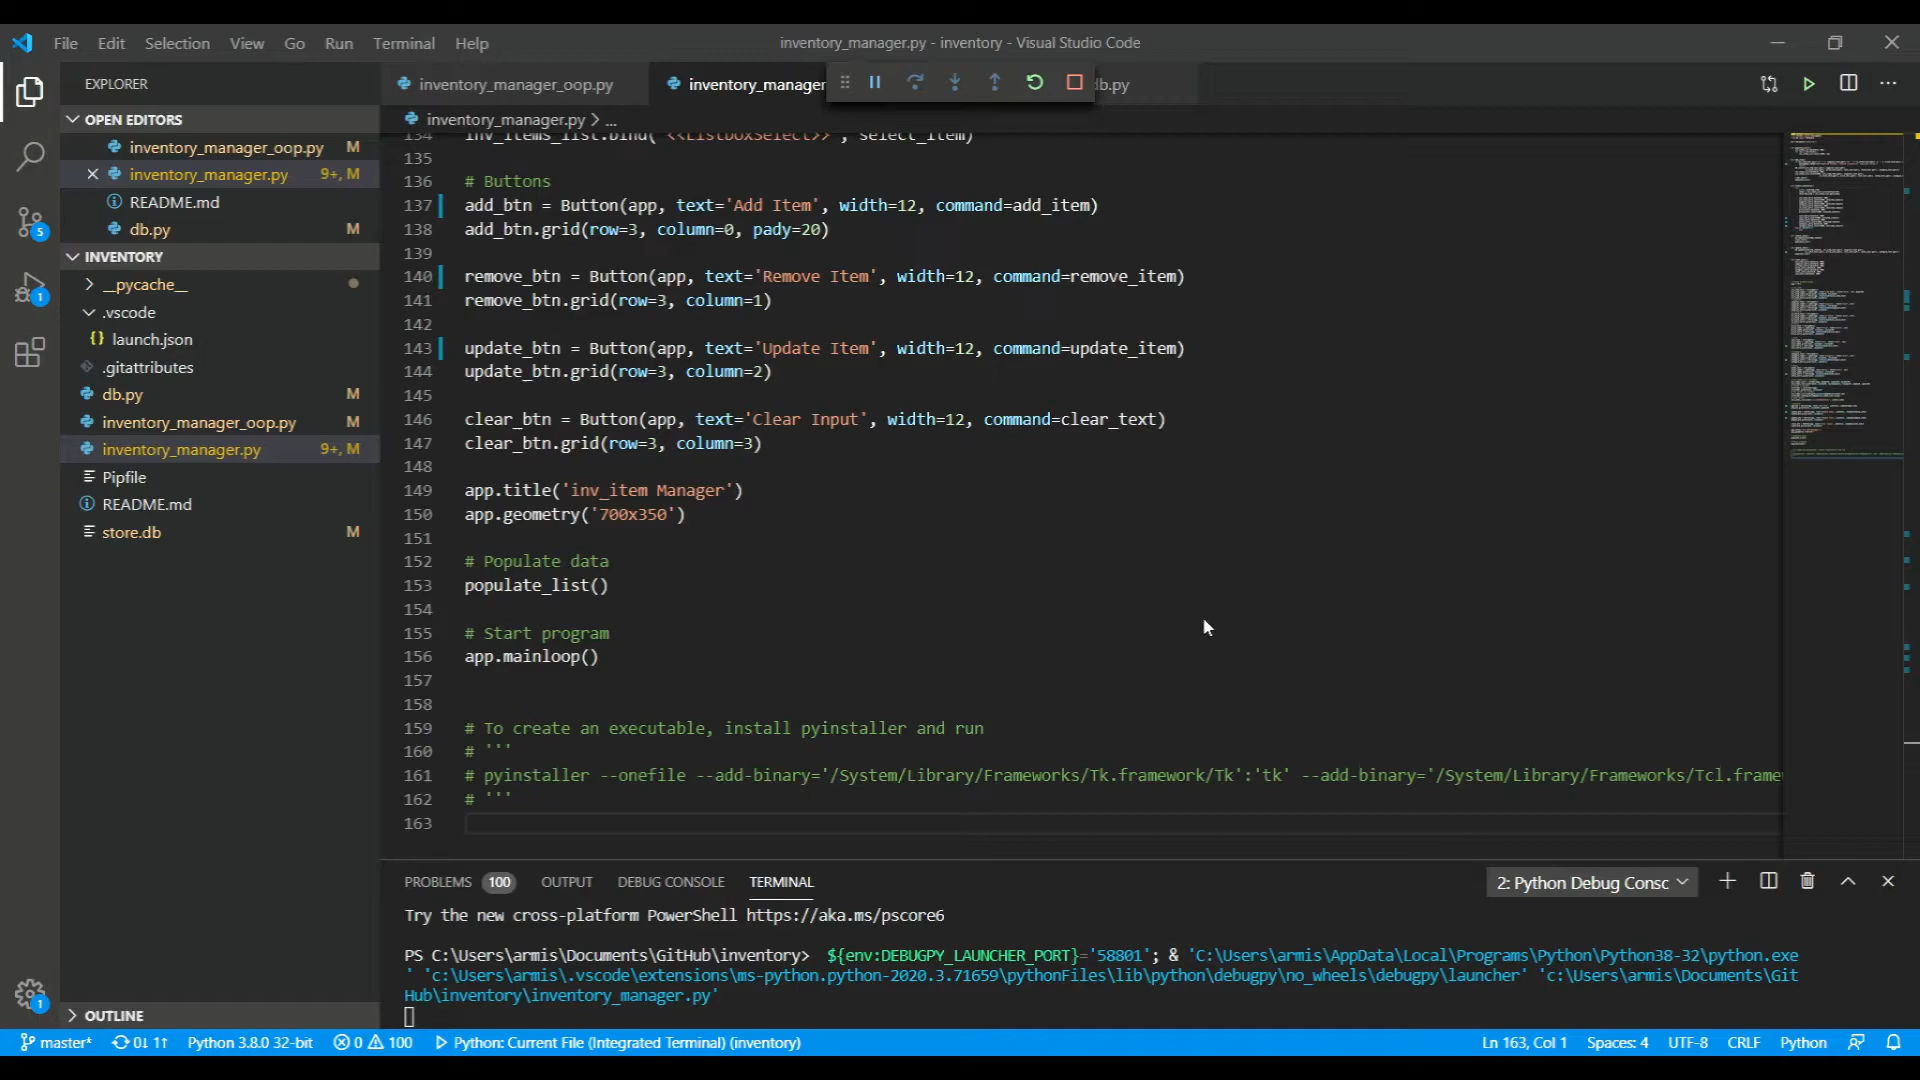 File Edit Selection View Go Run Terminal Help
inventory_manager.py - inventory - Visual Studio Code
EXPLORER
OPEN EDITORS
inventory_manager_oop.py M
inventory_manager.py 9+, M
README.md
db.py M
INVENTORY
__pycache__
.vscode
launch.json
.gitattributes
db.py M
inventory_manager_oop.py M
inventory_manager.py 9+, M
Pipfile
README.md
store.db M
OUTLINE
5
1
1
inventory_manager_oop.py inventory_manager db.py
inventory_manager.py > ...
134 inv_items_list.bind('<<ListboxSelect>>', select_item)
135
136 # Buttons
137 add_btn = Button(app, text='Add Item', width=12, command=add_item)
138 add_btn.grid(row=3, column=0, pady=20)
139
140 remove_btn = Button(app, text='Remove Item', width=12, command=remove_item)
141 remove_btn.grid(row=3, column=1)
142
143 update_btn = Button(app, text='Update Item', width=12, command=update_item)
144 update_btn.grid(row=3, column=2)
145
146 clear_btn = Button(app, text='Clear Input', width=12, command=clear_text)
147 clear_btn.grid(row=3, column=3)
148
149 app.title('inv_item Manager')
150 app.geometry('700x350')
151
152 # Populate data
153 populate_list()
154
155 # Start program
156 app.mainloop()
157
158
159 # To create an executable, install pyinstaller and run
160 # '''
161 # pyinstaller --onefile --add-binary='/System/Library/Frameworks/Tk.framework/Tk':'tk' --add-binary='/System/Library/Frameworks/Tcl.frame
162 # '''
163
PROBLEMS 100 OUTPUT DEBUG CONSOLE TERMINAL 2: Python Debug Consc
Try the new cross-platform PowerShell https://aka.ms/pscore6
PS C:\Users\armis\Documents\GitHub\inventory> ${env:DEBUGPY_LAUNCHER_PORT}='58801'; & 'C:\Users\armis\AppData\Local\Programs\Python\Python38-32\python.exe
' 'c:\Users\armis\.vscode\extensions\ms-python.python-2020.3.71659\pythonFiles\lib\python\debugpy\no_wheels\debugpy\launcher' 'c:\Users\armis\Documents\Git
Hub\inventory\inventory_manager.py'
master* 0↓ 1↑ Python 3.8.0 32-bit 0 100 Python: Current File (Integrated Terminal) (inventory) Ln 163, Col 1 Spaces: 4 UTF-8 CRLF Python